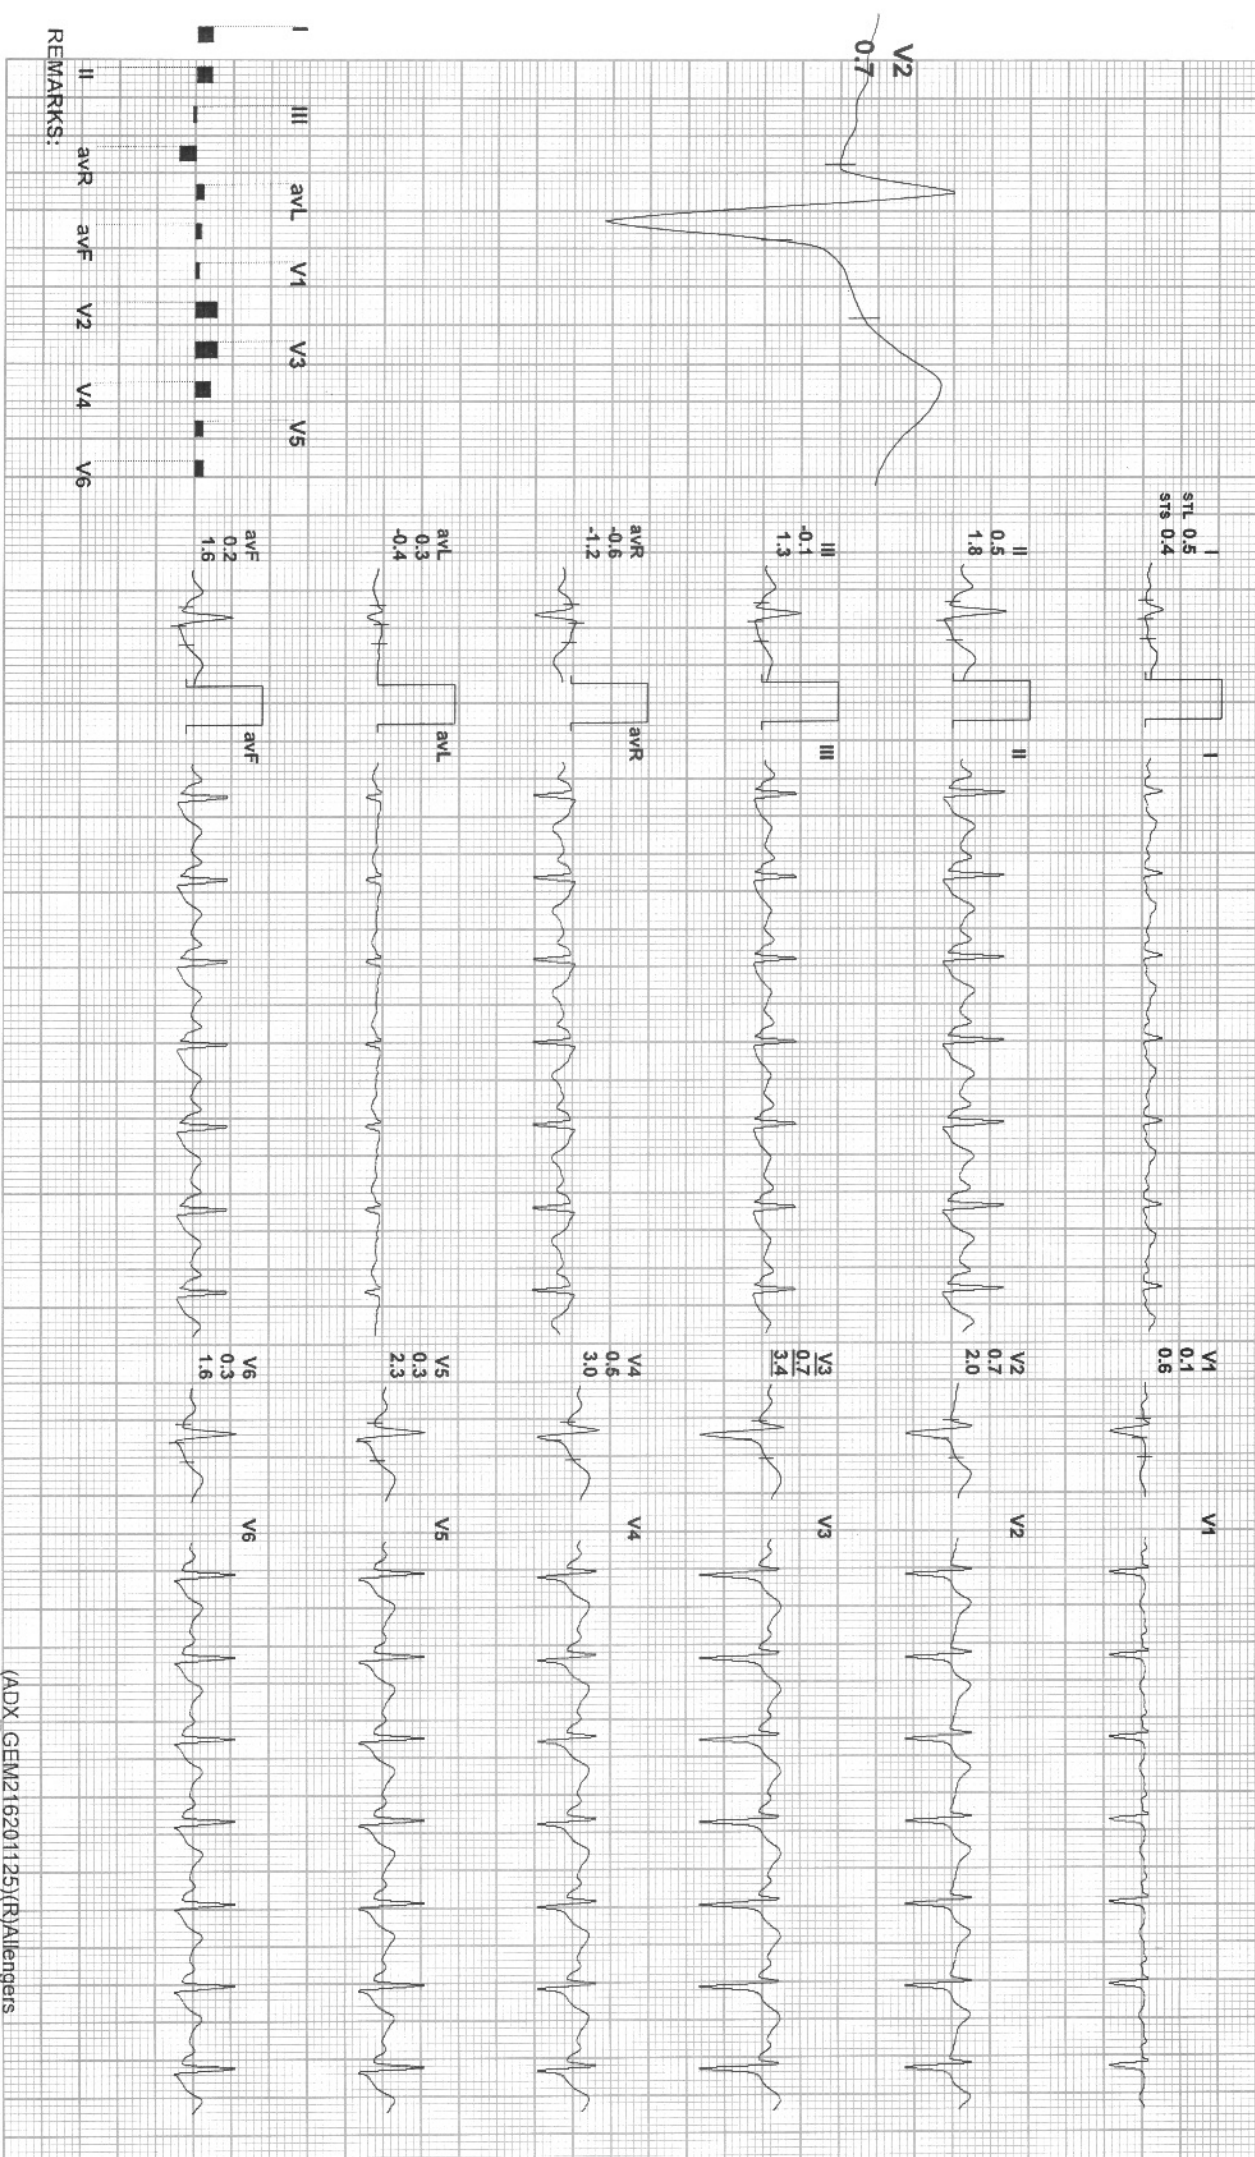 V2
0.7
I
STL 0.5
STS 0.4
I
II
0.5
1.8
II
III
-0.1
1.3
III
avR
-0.6
-1.2
avR
avL
0.3
-0.4
avL
avF
0.2
1.6
avF
V1
0.1
0.6
V1
V2
0.7
2.0
V2
V3
0.7
3.4
V3
V4
0.5
3.0
V4
V5
0.3
2.3
V5
V6
0.3
1.6
V6
I III avL V1 V3 V5
II avR avF V2 V4 V6
REMARKS:
(ADX_GEM216201125)(R)Allengers